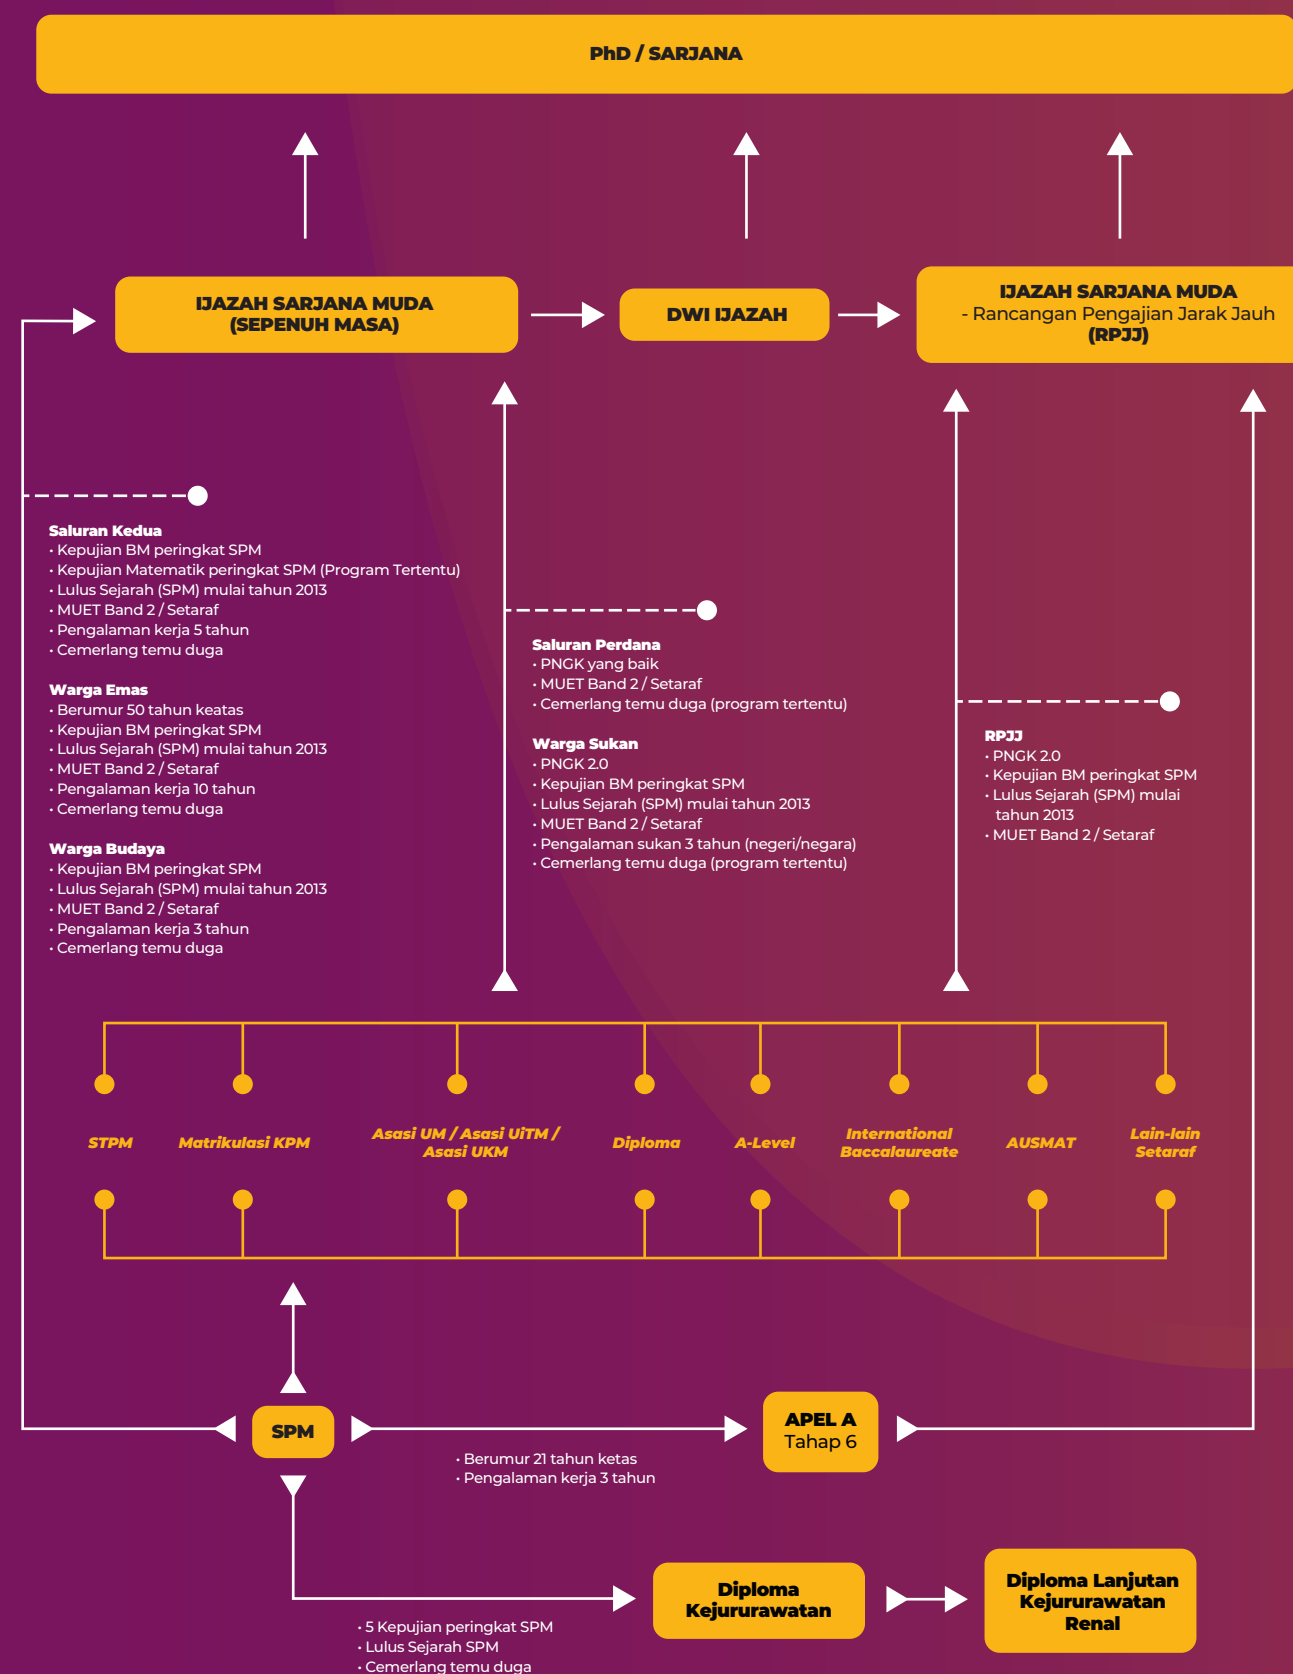 PhD / SARJANA
IJAZAH SARJANA MUDA
(SEPENUH MASA)
DWI IJAZAH
IJAZAH SARJANA MUDA
- Rancangan Pengajian Jarak Jauh
(RPJJ)
Saluran Kedua
• Kepujian BM peringkat SPM
• Kepujian Matematik peringkat SPM (Program Tertentu)
• Lulus Sejarah (SPM) mulai tahun 2013
• MUET Band 2 / Setaraf
• Pengalaman kerja 5 tahun
• Cemerlang temu duga
Warga Emas
• Berumur 50 tahun keatas
• Kepujian BM peringkat SPM
• Lulus Sejarah (SPM) mulai tahun 2013
• MUET Band 2 / Setaraf
• Pengalaman kerja 10 tahun
• Cemerlang temu duga
Warga Budaya
• Kepujian BM peringkat SPM
• Lulus Sejarah (SPM) mulai tahun 2013
• MUET Band 2 / Setaraf
• Pengalaman kerja 3 tahun
• Cemerlang temu duga
Saluran Perdana
• PNGK yang baik
• MUET Band 2 / Setaraf
• Cemerlang temu duga (program tertentu)
Warga Sukan
• PNGK 2.0
• Kepujian BM peringkat SPM
• Lulus Sejarah (SPM) mulai tahun 2013
• MUET Band 2 / Setaraf
• Pengalaman sukan 3 tahun (negeri/negara)
• Cemerlang temu duga (program tertentu)
RPJJ
• PNGK 2.0
• Kepujian BM peringkat SPM
• Lulus Sejarah (SPM) mulai
tahun 2013
• MUET Band 2 / Setaraf
STPM
Matrikulasi KPM
Asasi UM / Asasi UiTM /
Asasi UKM
Diploma
A-Level
International
Baccalaureate
AUSMAT
Lain-lain
Setaraf
SPM
• Berumur 21 tahun ketas
• Pengalaman kerja 3 tahun
APEL A
Tahap 6
• 5 Kepujian peringkat SPM
• Lulus Sejarah SPM
• Cemerlang temu duga
Diploma
Kejururawatan
Diploma Lanjutan
Kejururawatan
Renal